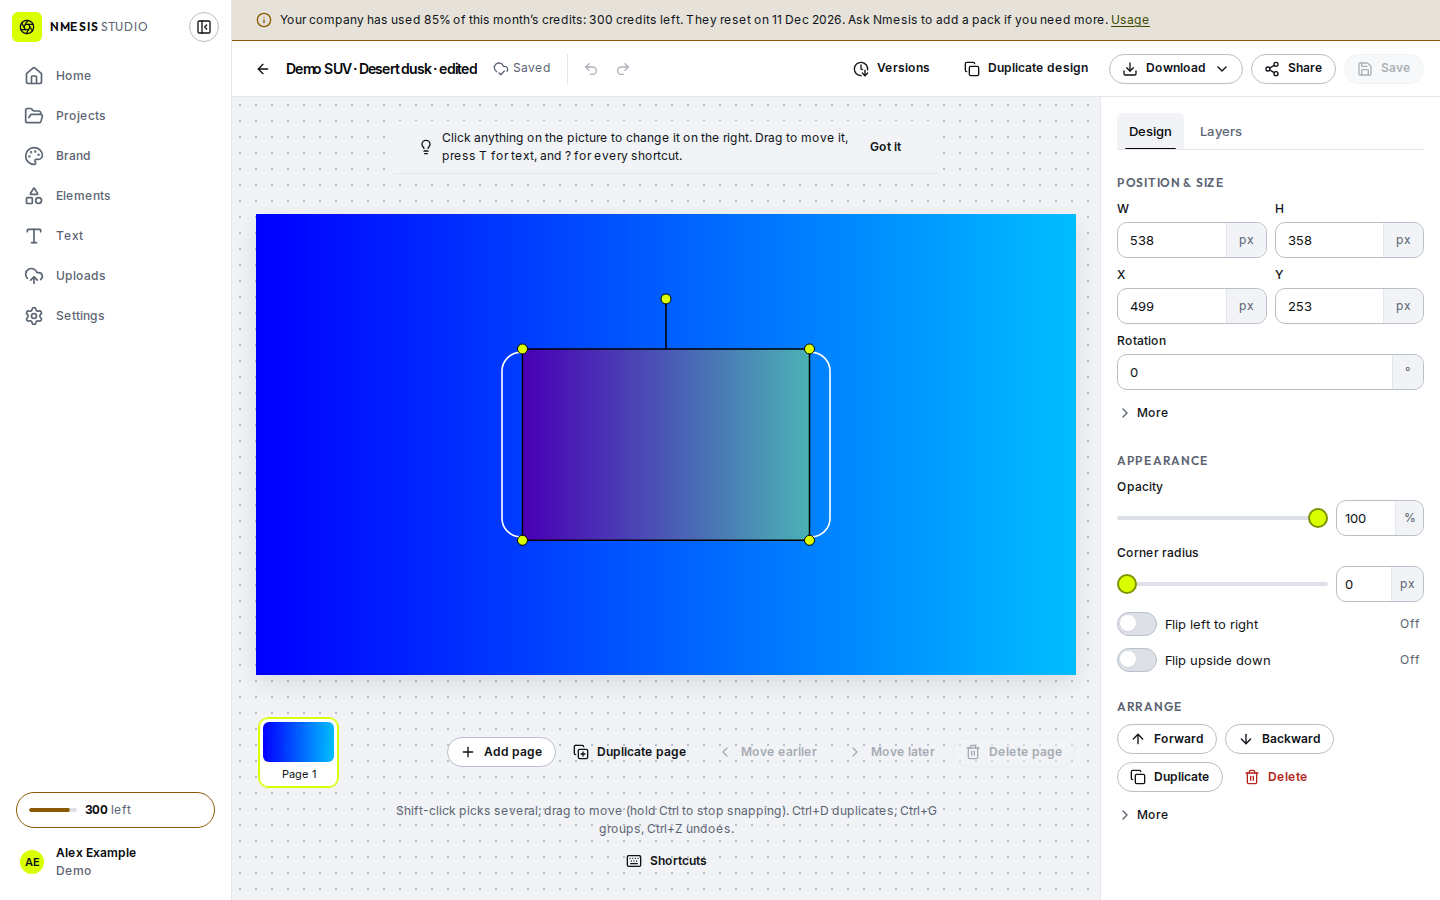 NMESIS STUDIO
Home
Projects
Brand
Elements
Text
Uploads
Settings
300 left
AE
Alex Example
Demo
Your company has used 85% of this month's credits: 300 credits left. They reset on 11 Dec 2026. Ask Nmesis to add a pack if you need more. Usage
Demo SUV · Desert dusk · edited
Saved
Versions
Duplicate design
Download
Share
Save
Click anything on the picture to change it on the right. Drag to move it,
press T for text, and ? for every shortcut.
Got it
Page 1
Add page
Duplicate page
Move earlier
Move later
Delete page
Shift-click picks several; drag to move (hold Ctrl to stop snapping). Ctrl+D duplicates; Ctrl+G
groups, Ctrl+Z undoes.
Shortcuts
Design
Layers
POSITION & SIZE
W
H
538 px
358 px
X
Y
499 px
253 px
Rotation
0 °
More
APPEARANCE
Opacity
100 %
Corner radius
0 px
Flip left to right Off
Flip upside down Off
ARRANGE
Forward
Backward
Duplicate
Delete
More